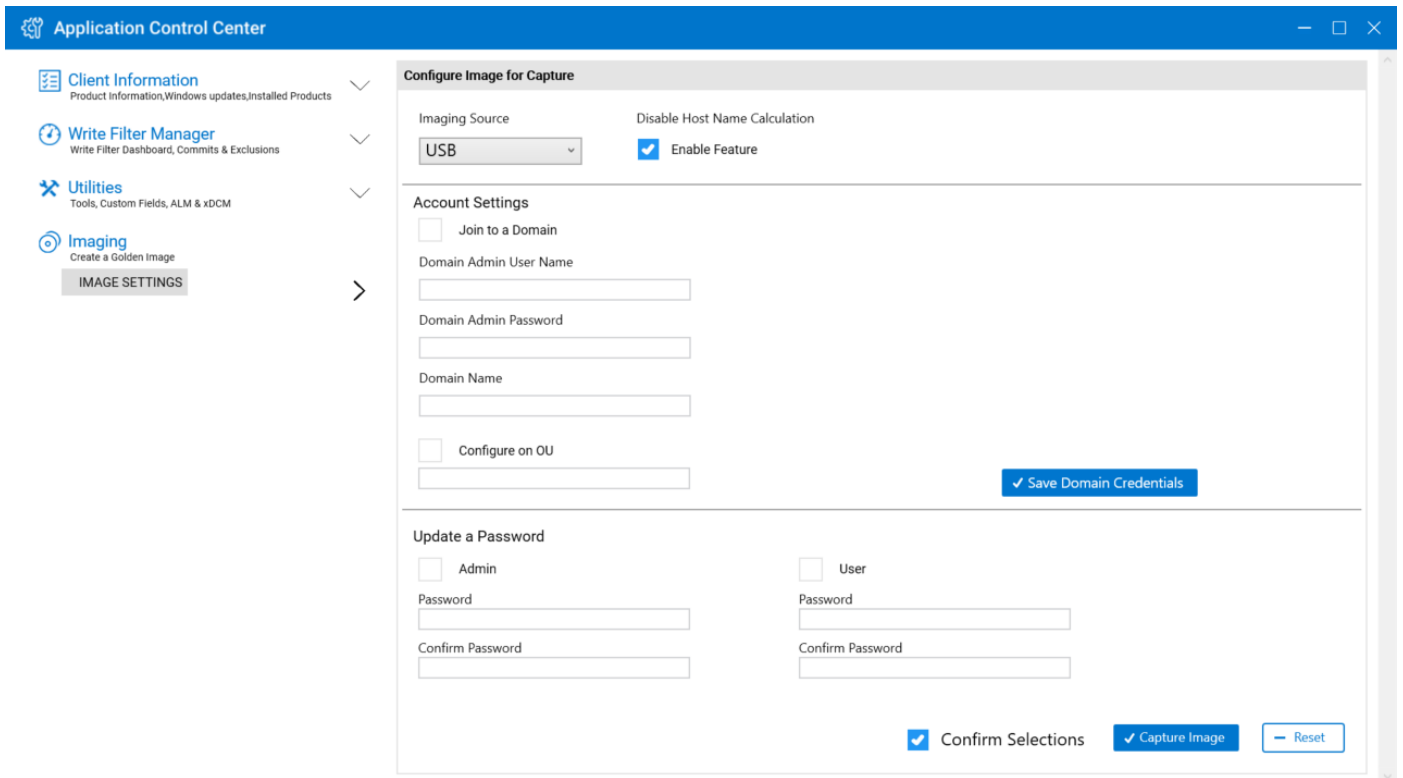 Application Control Center
Client Information
Product Information,Windows updates,Installed Products
Write Filter Manager
Write Filter Dashboard, Commits & Exclusions
Utilities
Tools, Custom Fields, ALM & xDCM
Imaging
Create a Golden Image
IMAGE SETTINGS
Configure Image for Capture
Imaging Source
Disable Host Name Calculation
USB
Enable Feature
Account Settings
Join to a Domain
Domain Admin User Name
Domain Admin Password
Domain Name
Configure on OU
Save Domain Credentials
Update a Password
Admin
User
Password
Password
Confirm Password
Confirm Password
Confirm Selections
Capture Image
Reset